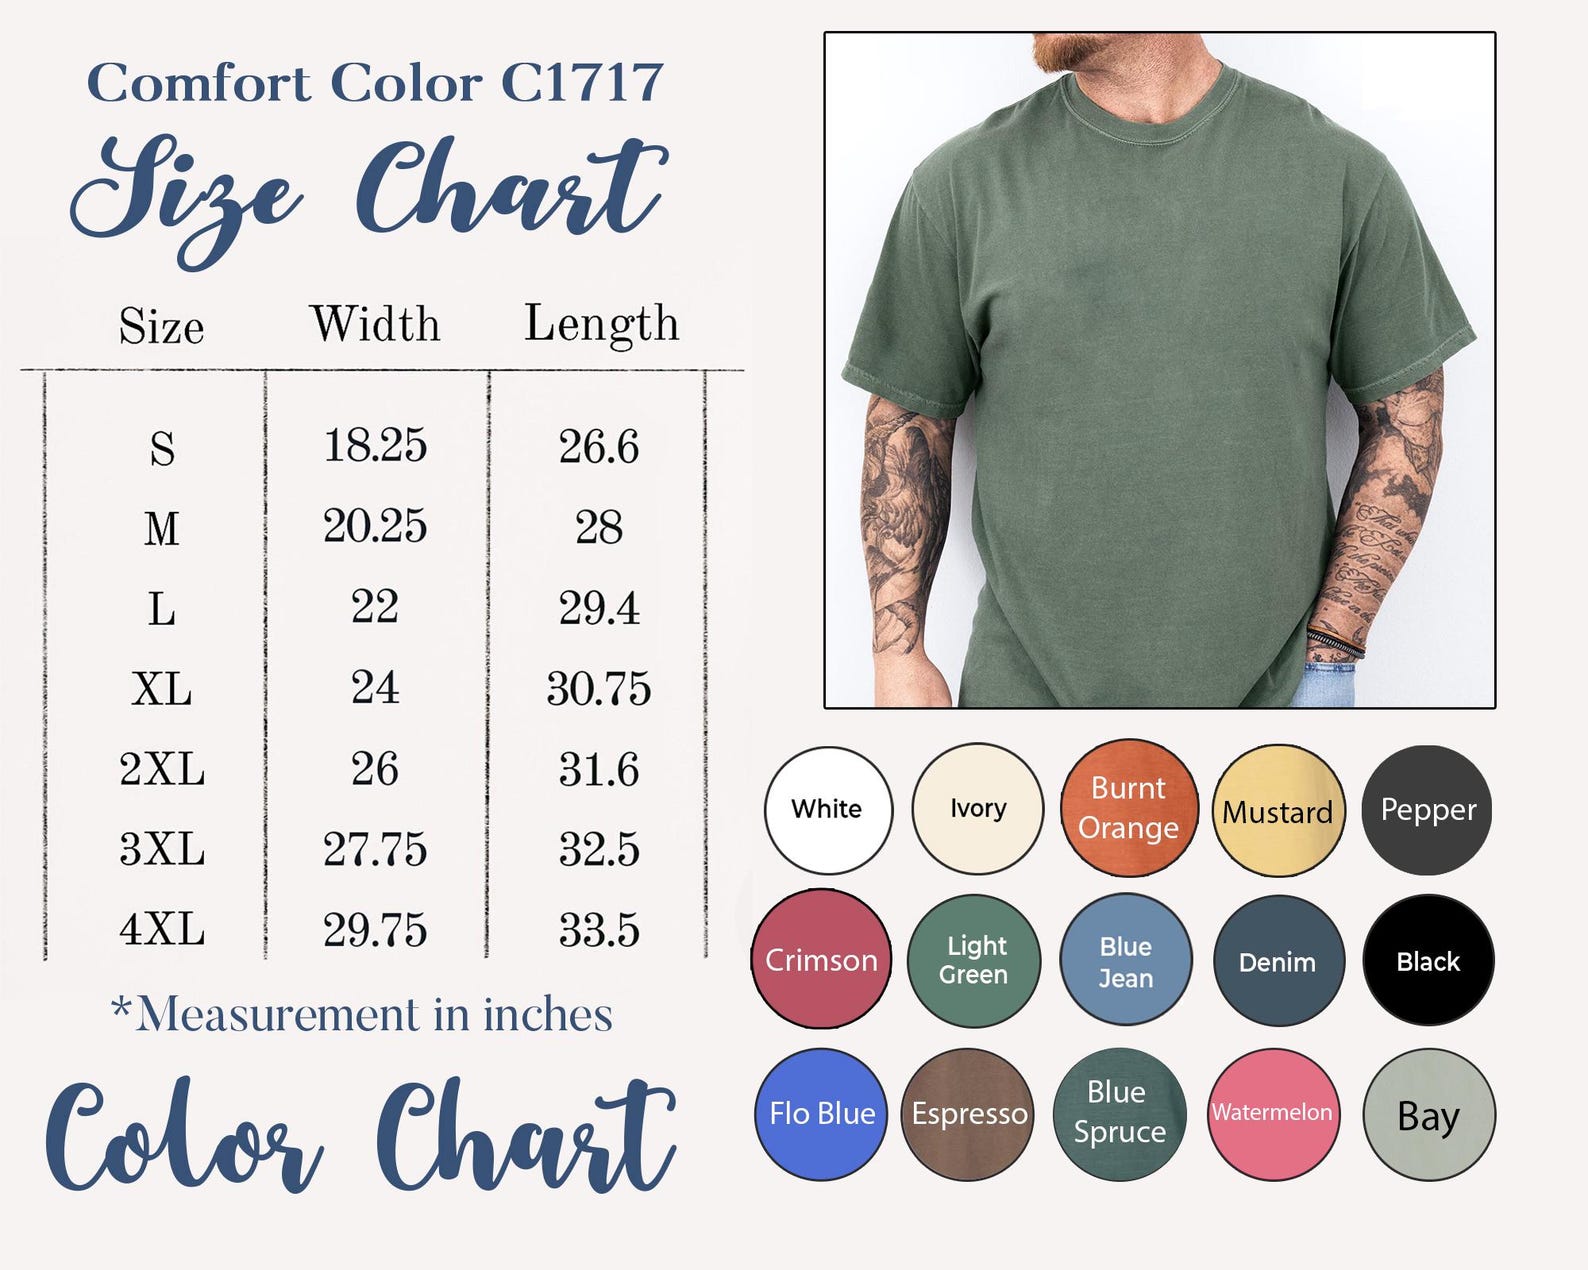 Comfort Color C1717
Size Chart
Size Width Length
S 18.25 26.6
M 20.25 28
L 22 29.4
XL 24 30.75
2XL 26 31.6
3XL 27.75 32.5
4XL 29.75 33.5
*Measurement in inches
Color Chart
White
Ivory
Burnt
Orange
Mustard
Pepper
Crimson
Light
Green
Blue
Jean
Denim
Black
Flo Blue
Espresso
Blue
Spruce
Watermelon
Bay